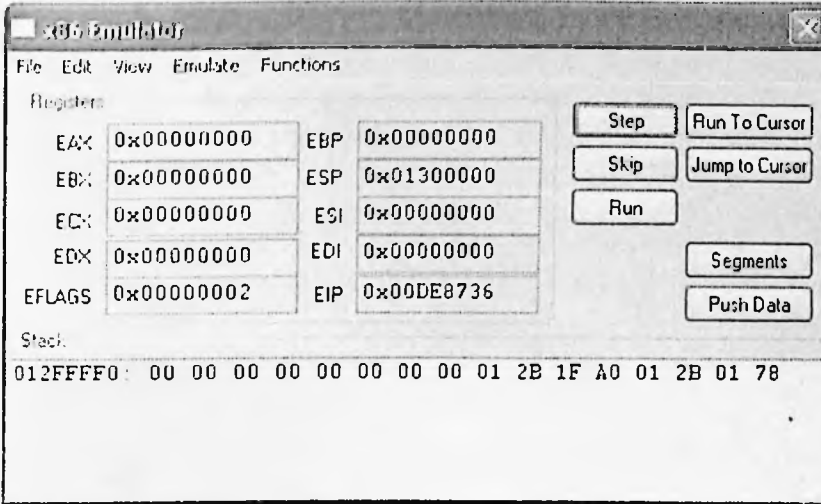 x86 Emulator
File Edit View Emulate Functions
Registers
EAX 0x00000000 EBP 0x00000000 Step Run To Cursor
EBX 0x00000000 ESP 0x01300000 Skip Jump to Cursor
ECX 0x00000000 ESI 0x00000000 Run
EDX 0x00000000 EDI 0x00000000 Segments
EFLAGS 0x00000002 EIP 0x00DE8736 Push Data
Stack
012FFFF0: 00 00 00 00 00 00 00 00 01 2B 1F A0 01 2B 01 78